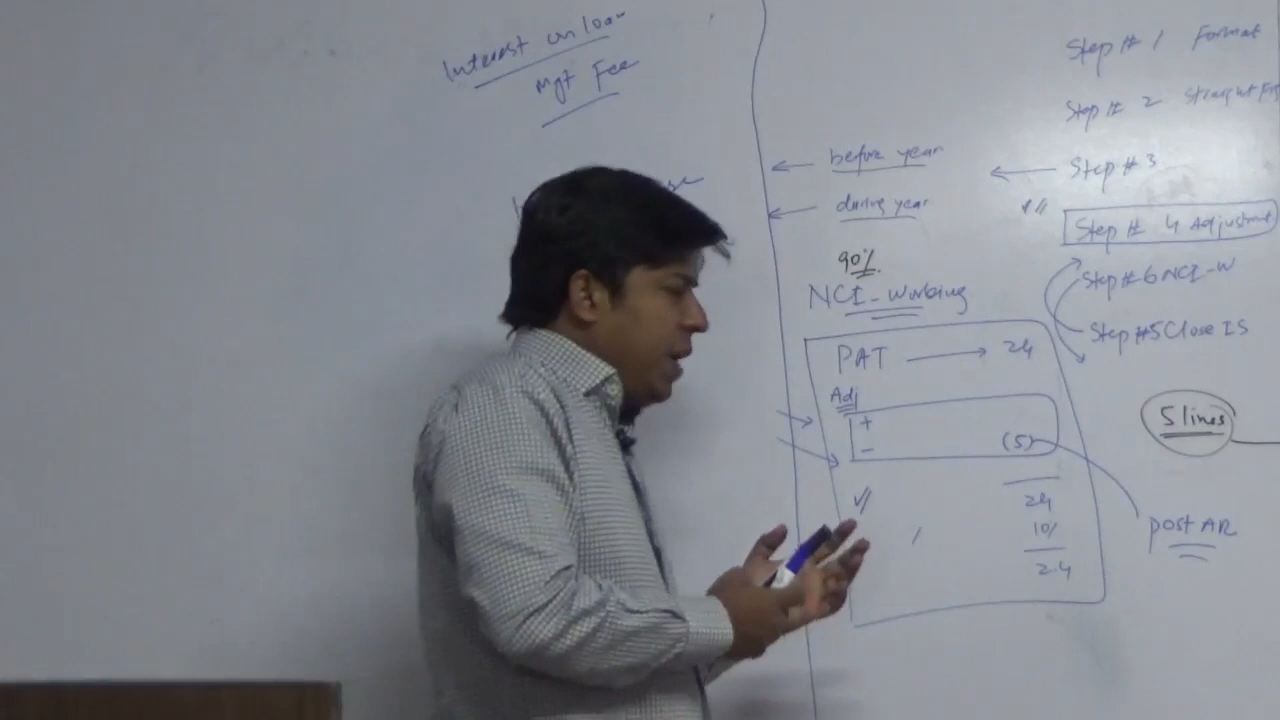 Interest on loan
Mgt Fee
before year
during year
90%
NCI-Working
PAT → 24
Adj
+
- (5)
24
10%
2.4
Step # 1 Format
Step # 2
Step # 3
Step # 4 Adjustment
Step # 6 NCI-W
Step # 5 Close IS
5 lines
post AR